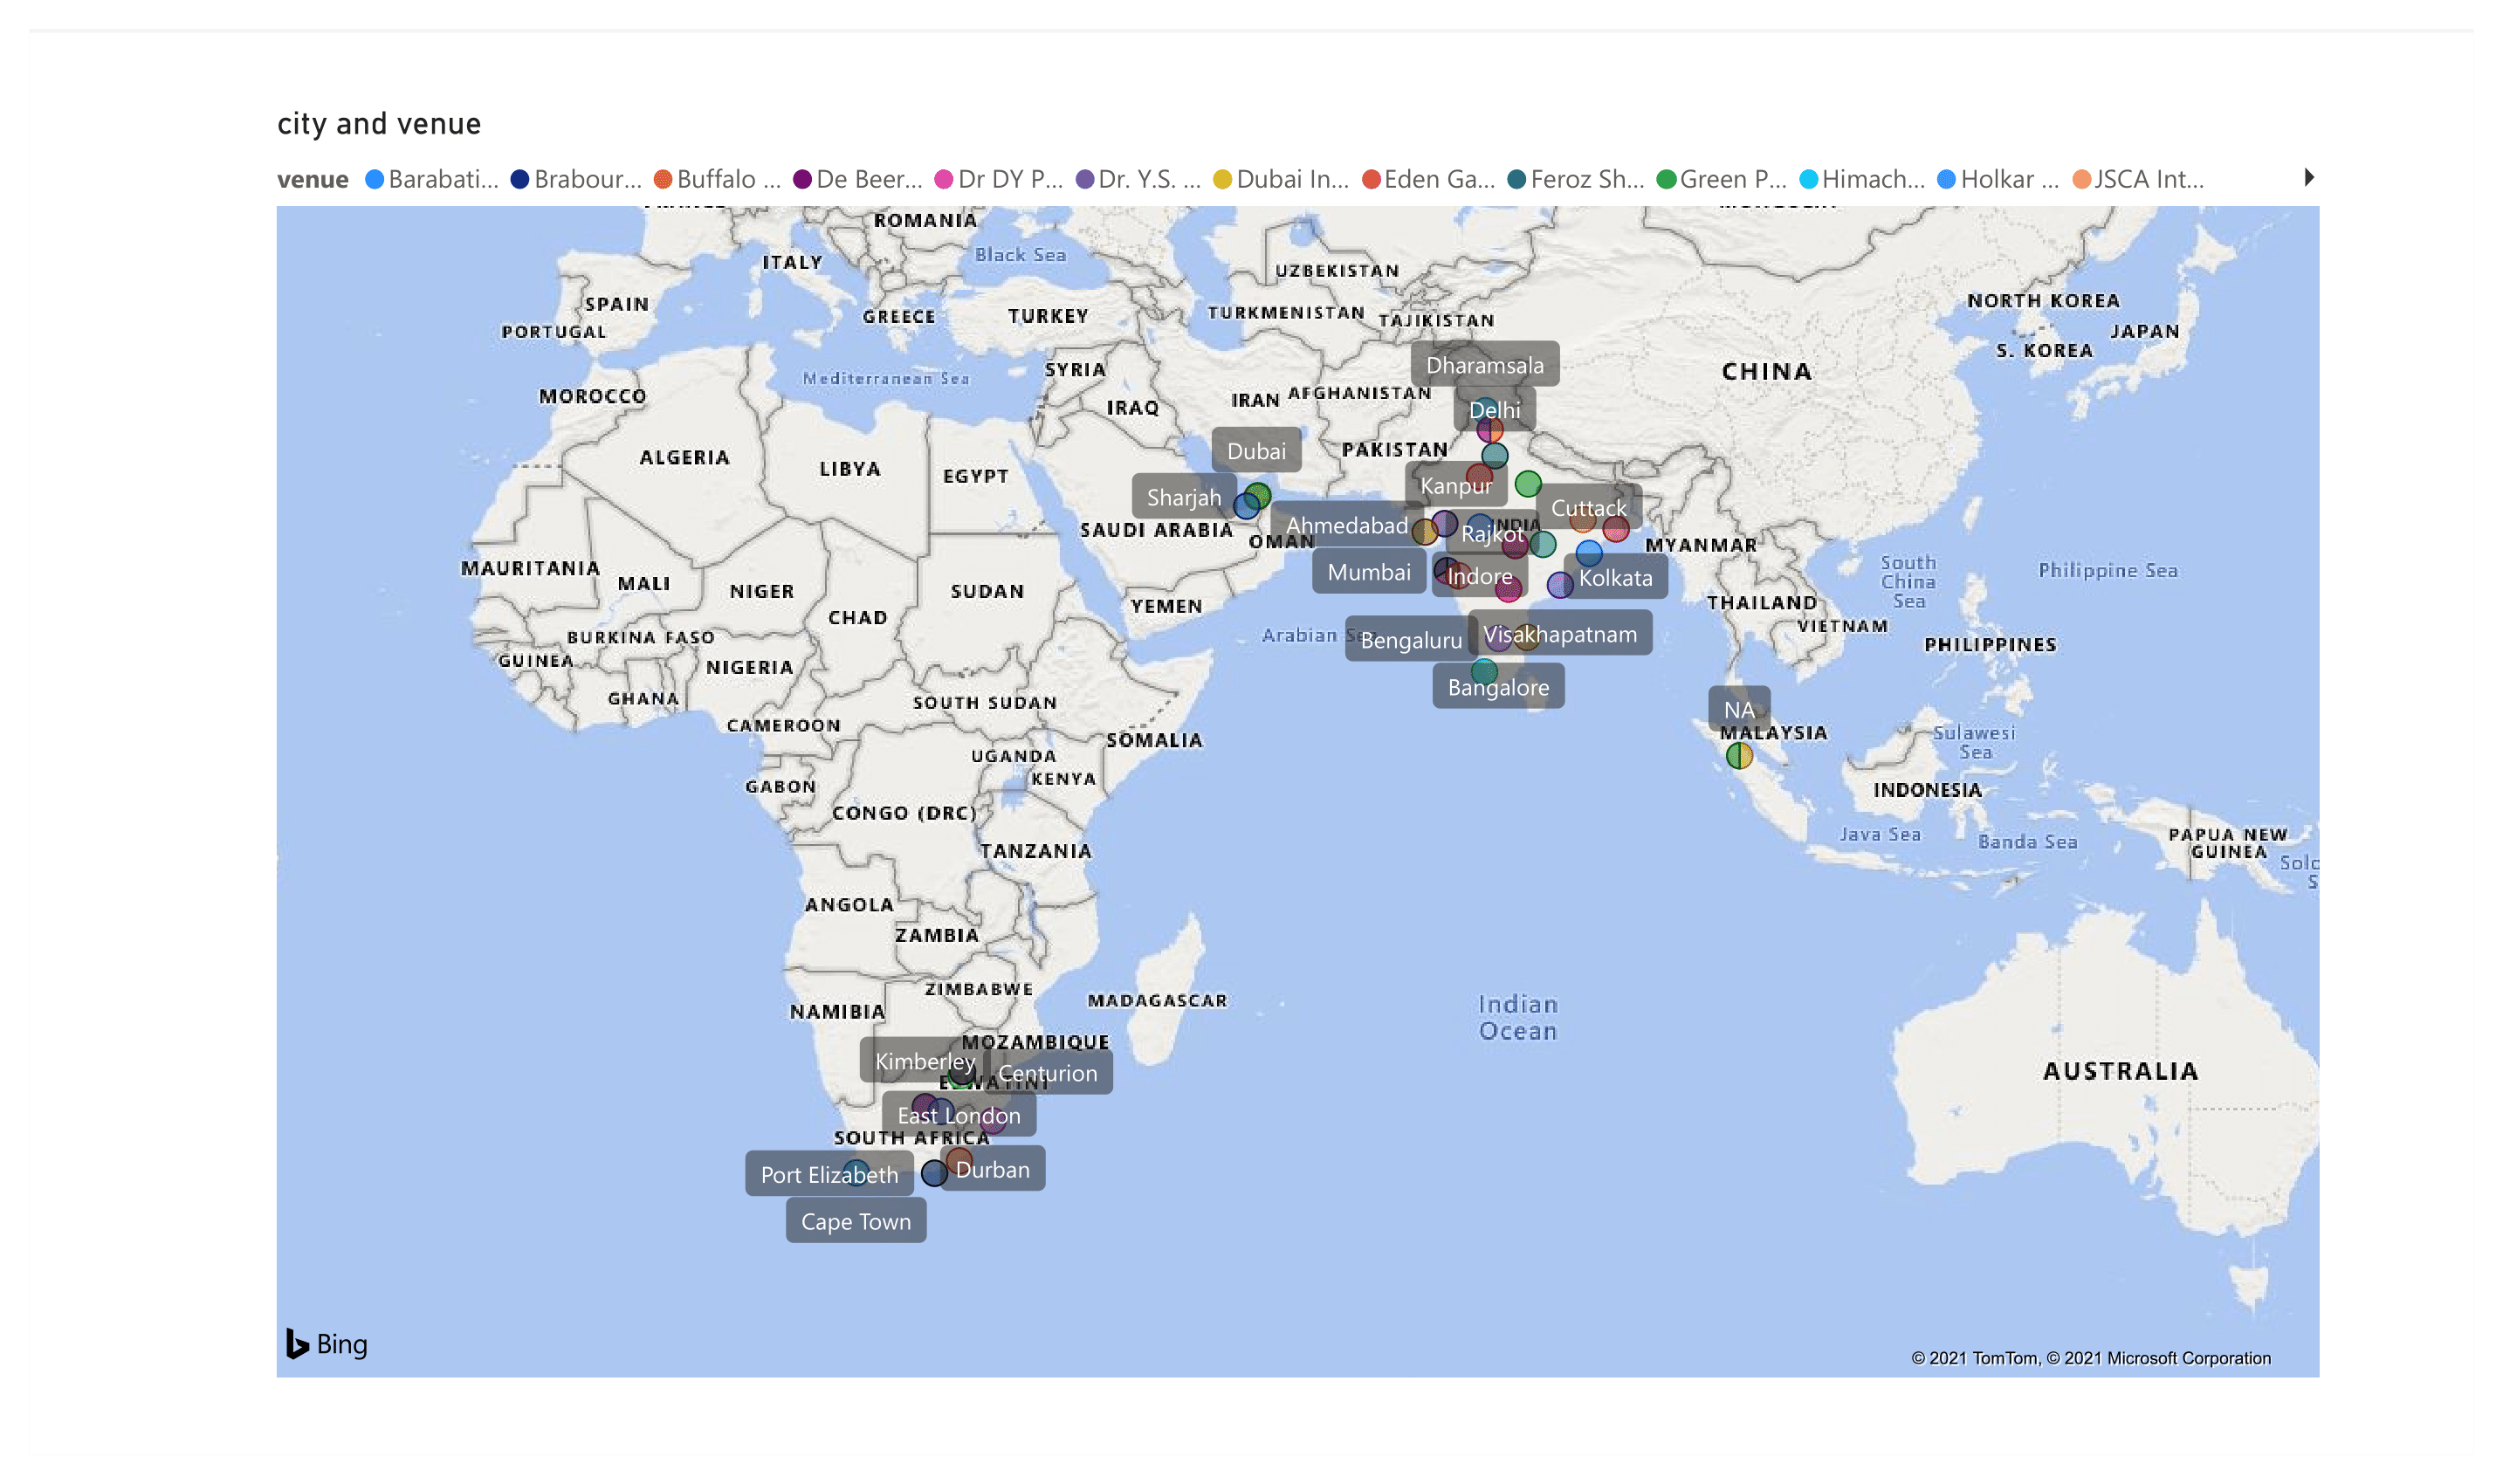 city and venue
venue Barabati... Brabour... Buffalo ... De Beer... Dr DY P... Dr. Y.S. ... Dubai In... Eden Ga... Feroz Sh... Green P... Himach... Holkar ... JSCA Int...
ROMANIA
Black Sea
ITALY
UZBEKISTAN
SPAIN
NORTH KOREA
GREECE
TURKEY
TURKMENISTAN
TAJIKISTAN
PORTUGAL
JAPAN
S. KOREA
Dharamsala
SYRIA
CHINA
Mediterranean Sea
MOROCCO
IRAQ
IRAN
AFGHANISTAN
Delhi
Dubai
PAKISTAN
ALGERIA
LIBYA
EGYPT
Kanpur
Sharjah
Cuttack
SAUDI ARABIA
OMAN
Ahmedabad
INDIA
Rajkot
MYANMAR
MAURITANIA
MALI
NIGER
SUDAN
Mumbai
Indore
Kolkata
South
China
Sea
Philippine Sea
CHAD
YEMEN
THAILAND
VIETNAM
BURKINA FASO
Arabian Se
Bengaluru
Visakhapatnam
PHILIPPINES
GUINEA
NIGERIA
Bangalore
GHANA
SOUTH SUDAN
NA
CAMEROON
SOMALIA
MALAYSIA
Sulawesi
Sea
UGANDA
KENYA
GABON
INDONESIA
CONGO (DRC)
Java Sea
Banda Sea
PAPUA NEW
GUINEA
Solo
S
TANZANIA
ANGOLA
ZAMBIA
ZIMBABWE
NAMIBIA
MADAGASCAR
Indian
Ocean
MOZAMBIQUE
Kimberley
Centurion
AUSTRALIA
East London
SOUTH AFRICA
Port Elizabeth
Durban
Cape Town
Bing
© 2021 TomTom, © 2021 Microsoft Corporation